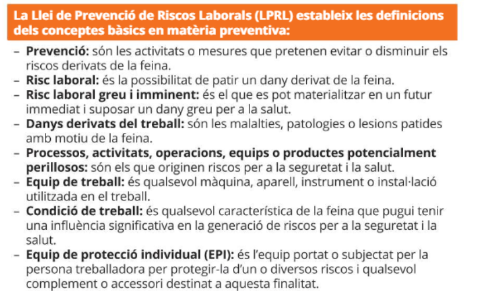 La Llei de Prevenció de Riscos Laborals (LPRL) estableix les definicions
dels conceptes bàsics en matèria preventiva:
– Prevenció: són les activitats o mesures que pretenen evitar o disminuir els
riscos derivats de la feina.
– Risc laboral: és la possibilitat de patir un dany derivat de la feina.
– Risc laboral greu i imminent: és el que es pot materialitzar en un futur
immediat i suposar un dany greu per a la salut.
– Danys derivats del treball: són les malalties, patologies o lesions patides
amb motiu de la feina.
– Processos, activitats, operacions, equips o productes potencialment
perillosos: són els que originen riscos per a la seguretat i la salut.
– Equip de treball: és qualsevol màquina, aparell, instrument o instal·lació
utilitzada en el treball.
– Condició de treball: és qualsevol característica de la feina que pugui tenir
una influència significativa en la generació de riscos per a la seguretat i la
salut.
– Equip de protecció individual (EPI): és l’equip portat o subjectat per la
persona treballadora per protegir-la d’un o diversos riscos i qualsevol
complement o accessori destinat a aquesta finalitat.